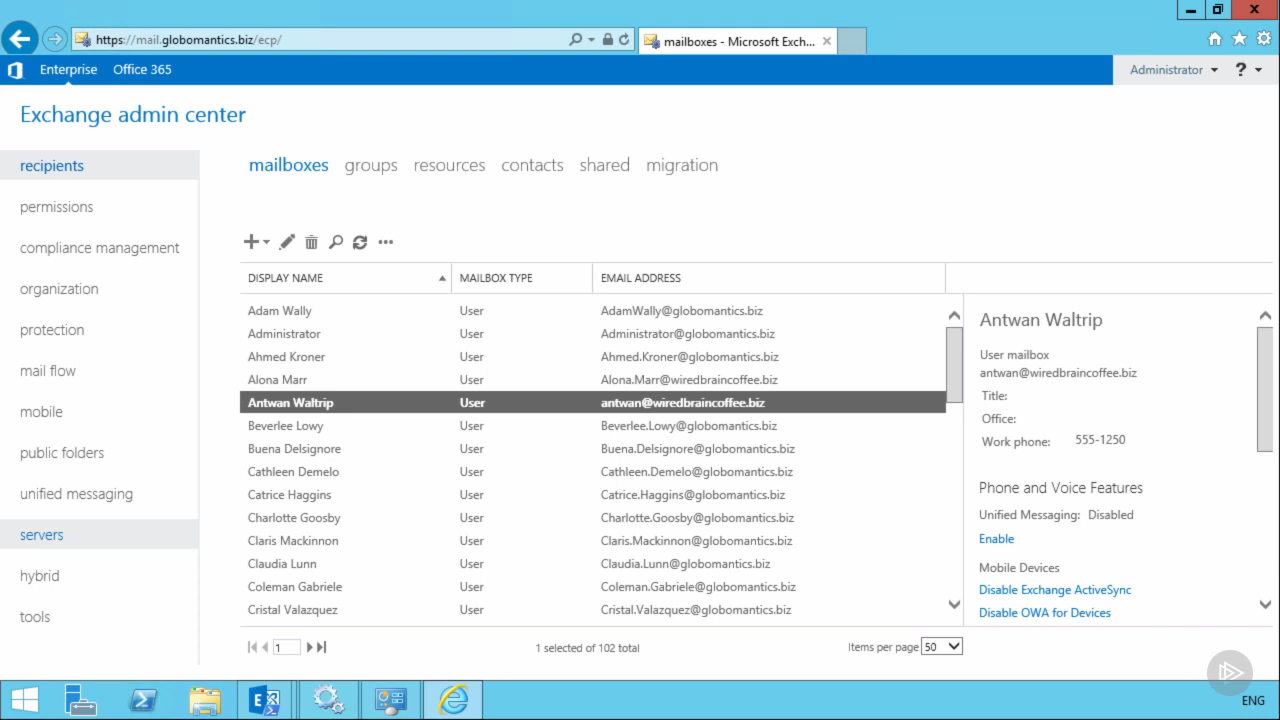 https://mail.globomantics.biz/ecp/
mailboxes - Microsoft Exch...
Enterprise Office 365
Administrator ?
Exchange admin center
recipients
permissions
compliance management
organization
protection
mail flow
mobile
public folders
unified messaging
servers
hybrid
tools
mailboxes groups resources contacts shared migration
DISPLAY NAME MAILBOX TYPE EMAIL ADDRESS
Adam Wally User AdamWally@globomantics.biz
Administrator User Administrator@globomantics.biz
Ahmed Kroner User Ahmed.Kroner@globomantics.biz
Alona Marr User Alona.Marr@wiredbraincoffee.biz
Antwan Waltrip User antwan@wiredbraincoffee.biz
Beverlee Lowy User Beverlee.Lowy@globomantics.biz
Buena Delsignore User Buena.Delsignore@globomantics.biz
Cathleen Demelo User Cathleen.Demelo@globomantics.biz
Catrice Haggins User Catrice.Haggins@globomantics.biz
Charlotte Goosby User Charlotte.Goosby@globomantics.biz
Claris Mackinnon User Claris.Mackinnon@globomantics.biz
Claudia Lunn User Claudia.Lunn@globomantics.biz
Coleman Gabriele User Coleman.Gabriele@globomantics.biz
Cristal Valazquez User Cristal.Valazquez@globomantics.biz
1
1 selected of 102 total
Items per page 50
Antwan Waltrip
User mailbox
antwan@wiredbraincoffee.biz
Title:
Office:
Work phone: 555-1250
Phone and Voice Features
Unified Messaging: Disabled
Enable
Mobile Devices
Disable Exchange ActiveSync
Disable OWA for Devices
ENG